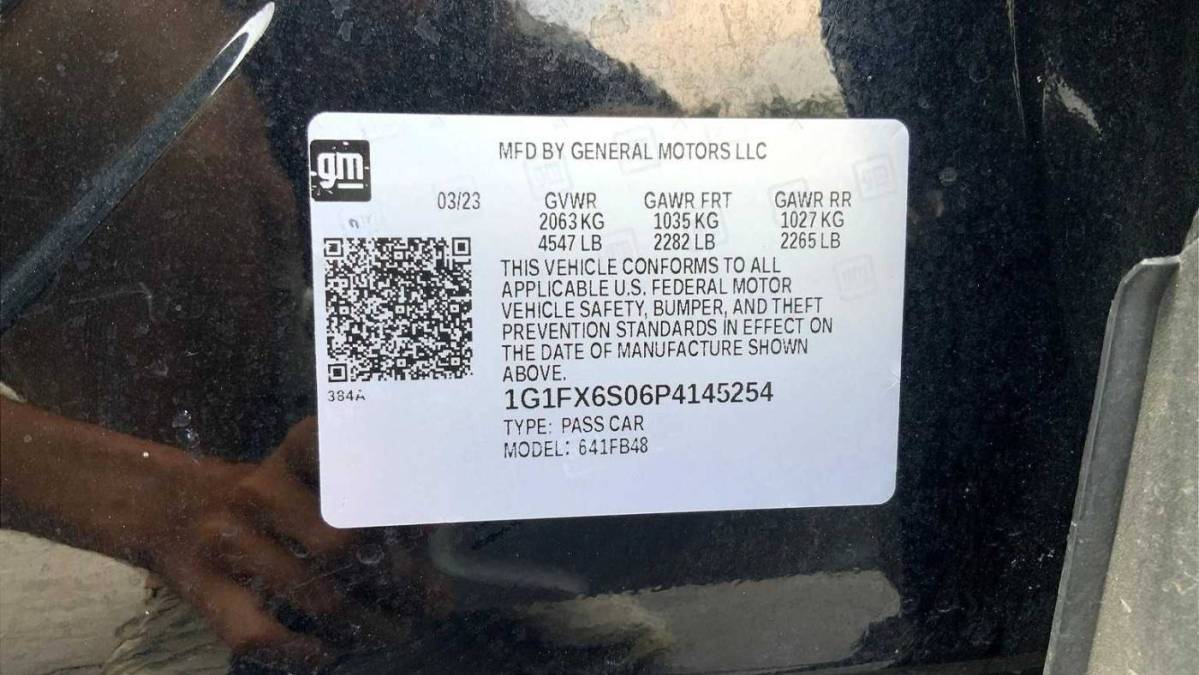 gm
MFD BY GENERAL MOTORS LLC
03/23 GVWR GAWR FRT GAWR RR
2063 KG 1035 KG 1027 KG
4547 LB 2282 LB 2265 LB
THIS VEHICLE CONFORMS TO ALL
APPLICABLE U.S. FEDERAL MOTOR
VEHICLE SAFETY, BUMPER, AND THEFT
PREVENTION STANDARDS IN EFFECT ON
THE DATE OF MANUFACTURE SHOWN
ABOVE.
384A
1G1FX6S06P4145254
TYPE: PASS CAR
MODEL: 641FB48